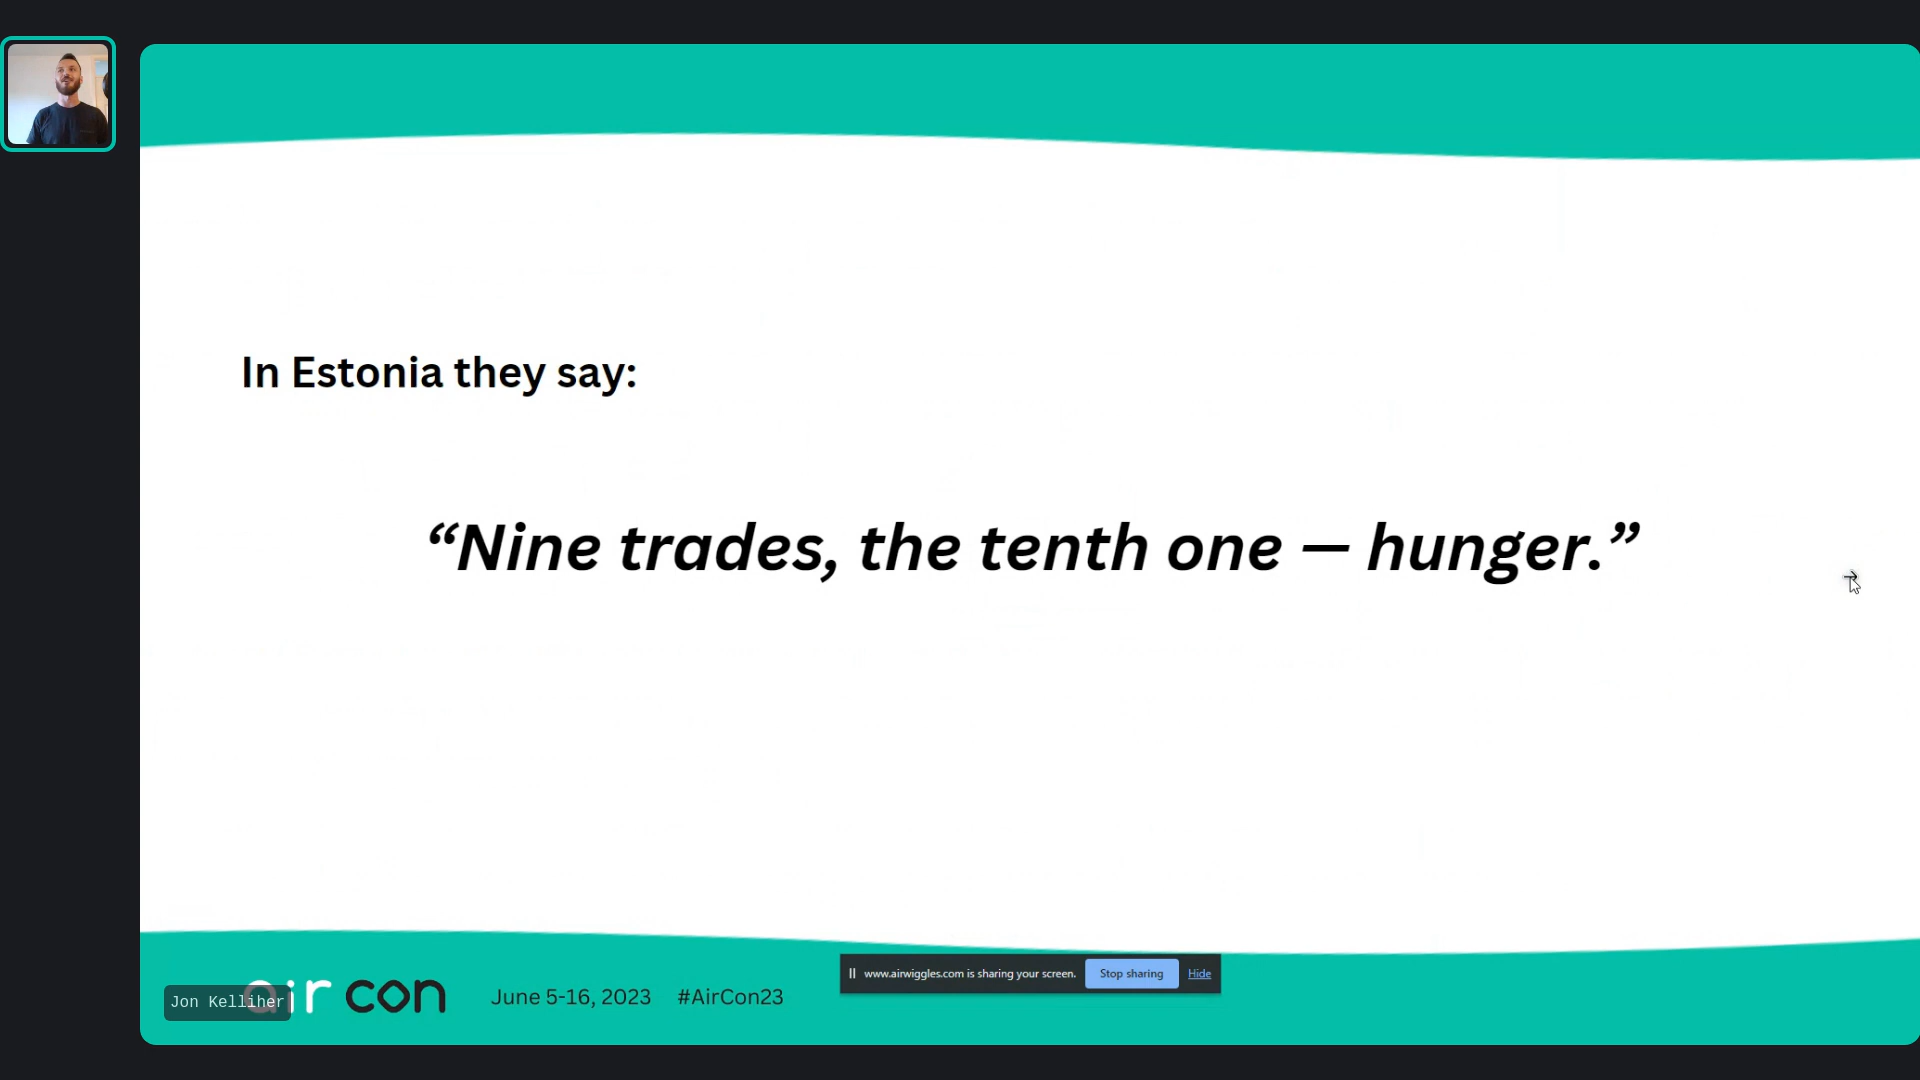 In Estonia they say:
“Nine trades, the tenth one — hunger.”
www.airwiggles.com is sharing your screen. Stop sharing Hide
Jon Kelliher
air con June 5-16, 2023 #AirCon23